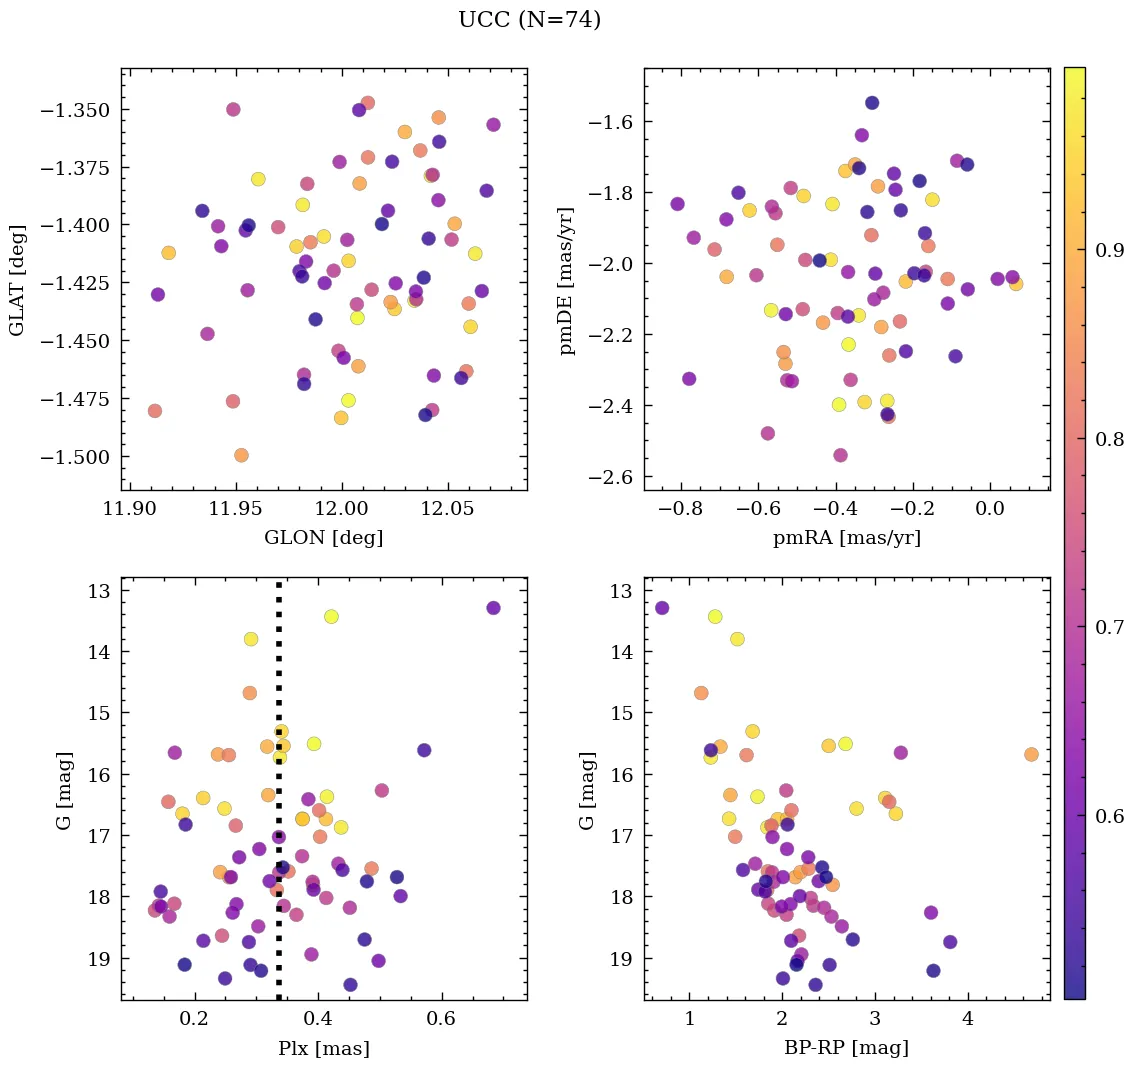 UCC (N=74)
−1.350
−1.375
−1.400
−1.425
−1.450
−1.475
−1.500
GLAT [deg]
11.90 11.95 12.00 12.05
GLON [deg]
−1.6
−1.8
−2.0
−2.2
−2.4
−2.6
pmDE [mas/yr]
−0.8 −0.6 −0.4 −0.2 0.0
pmRA [mas/yr]
13
14
15
16
17
18
19
G [mag]
0.2 0.4 0.6
Plx [mas]
13
14
15
16
17
18
19
G [mag]
1 2 3 4
BP-RP [mag]
0.9
0.8
0.7
0.6